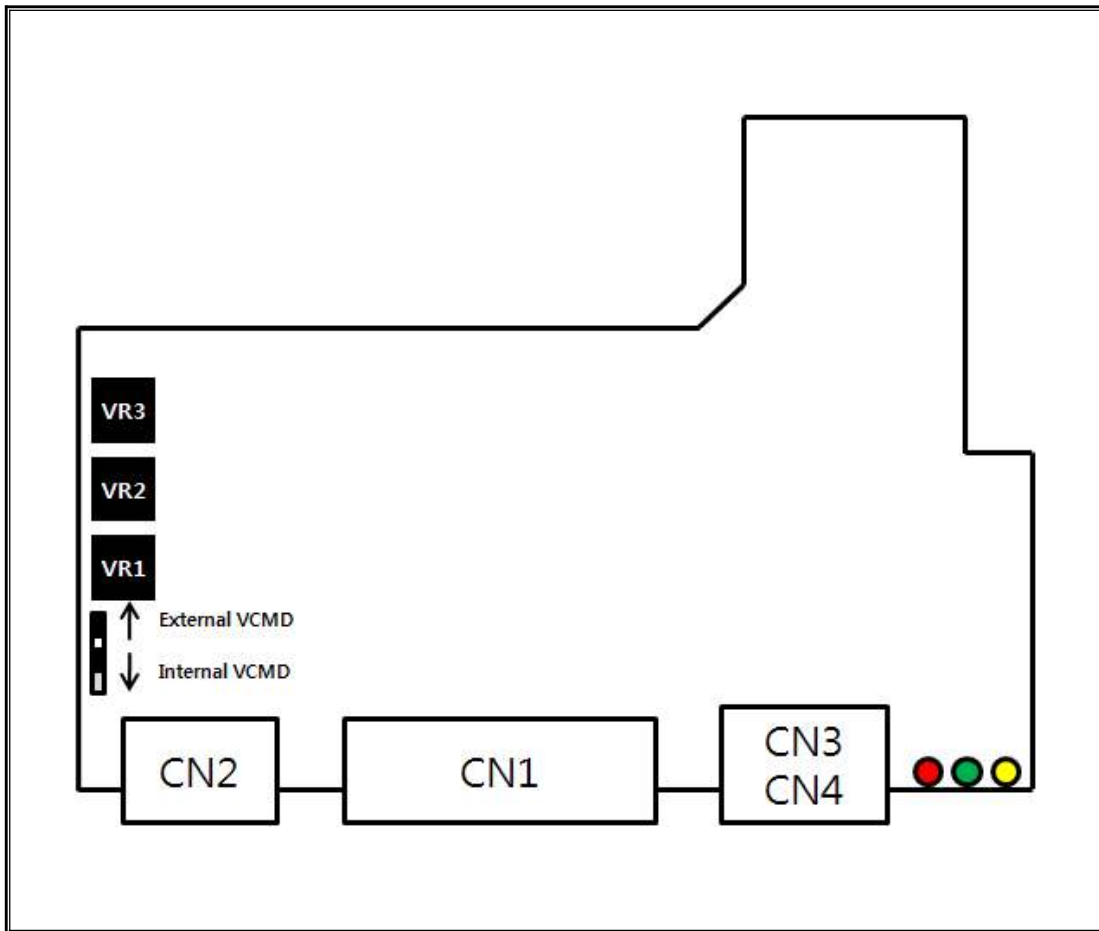 VR3
VR2
VR1
External VCMD
Internal VCMD
CN2
CN1
CN3
CN4